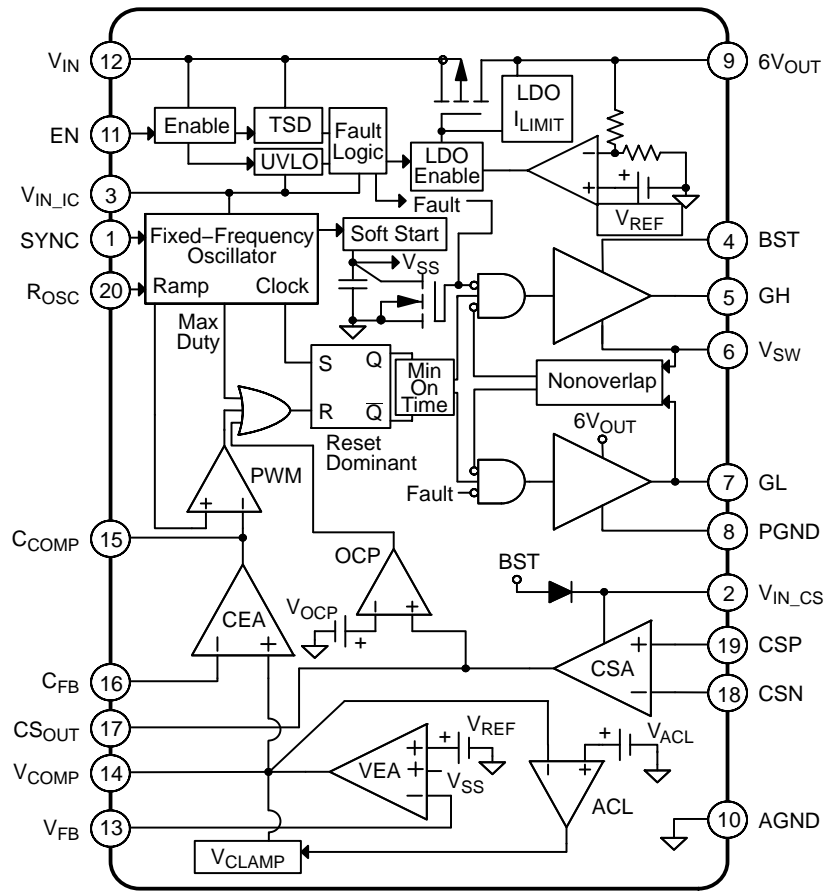 V_IN 12
9 6V_OUT
LDO
I_LIMIT
EN 11
Enable
TSD
UVLO
Fault
Logic
LDO
Enable
−
+
+
V_REF
V_IN_IC 3
Fault
SYNC 1
Fixed−Frequency
Oscillator
Ramp Clock
Soft Start
V_SS
4 BST
R_OSC 20
5 GH
Max
Duty
6 V_SW
S Q
R Q̅
Min
On
Time
Nonoverlap
Reset
Dominant
6V_OUT
PWM
+ −
Fault
7 GL
8 PGND
C_COMP 15
OCP
− +
V_OCP
+
BST
2 V_IN_CS
CEA
− +
CSA
+
−
19 CSP
18 CSN
C_FB 16
CS_OUT 17
V_COMP 14
VEA
+
+
−
+
V_REF
V_SS
V_ACL
+
− +
ACL
V_FB 13
V_CLAMP
10 AGND